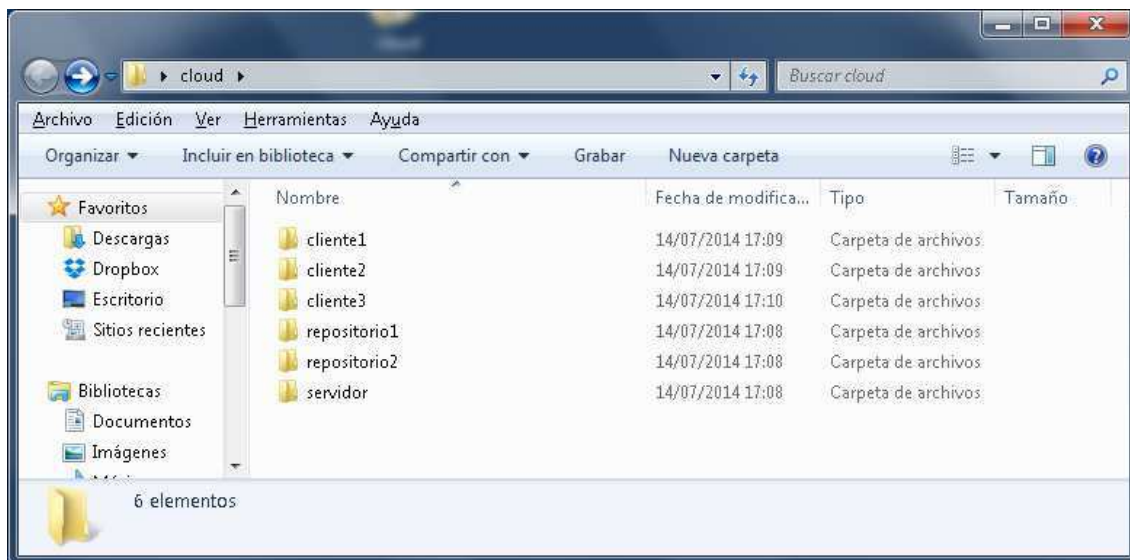 cloud
Buscar cloud
Archivo Edición Ver Herramientas Ayuda
Organizar Incluir en biblioteca Compartir con Grabar Nueva carpeta
Nombre Fecha de modifica... Tipo Tamaño
Favoritos
Descargas
Dropbox
Escritorio
Sitios recientes
Bibliotecas
Documentos
Imágenes
cliente1 14/07/2014 17:09 Carpeta de archivos
cliente2 14/07/2014 17:09 Carpeta de archivos
cliente3 14/07/2014 17:10 Carpeta de archivos
repositorio1 14/07/2014 17:08 Carpeta de archivos
repositorio2 14/07/2014 17:08 Carpeta de archivos
servidor 14/07/2014 17:08 Carpeta de archivos
6 elementos